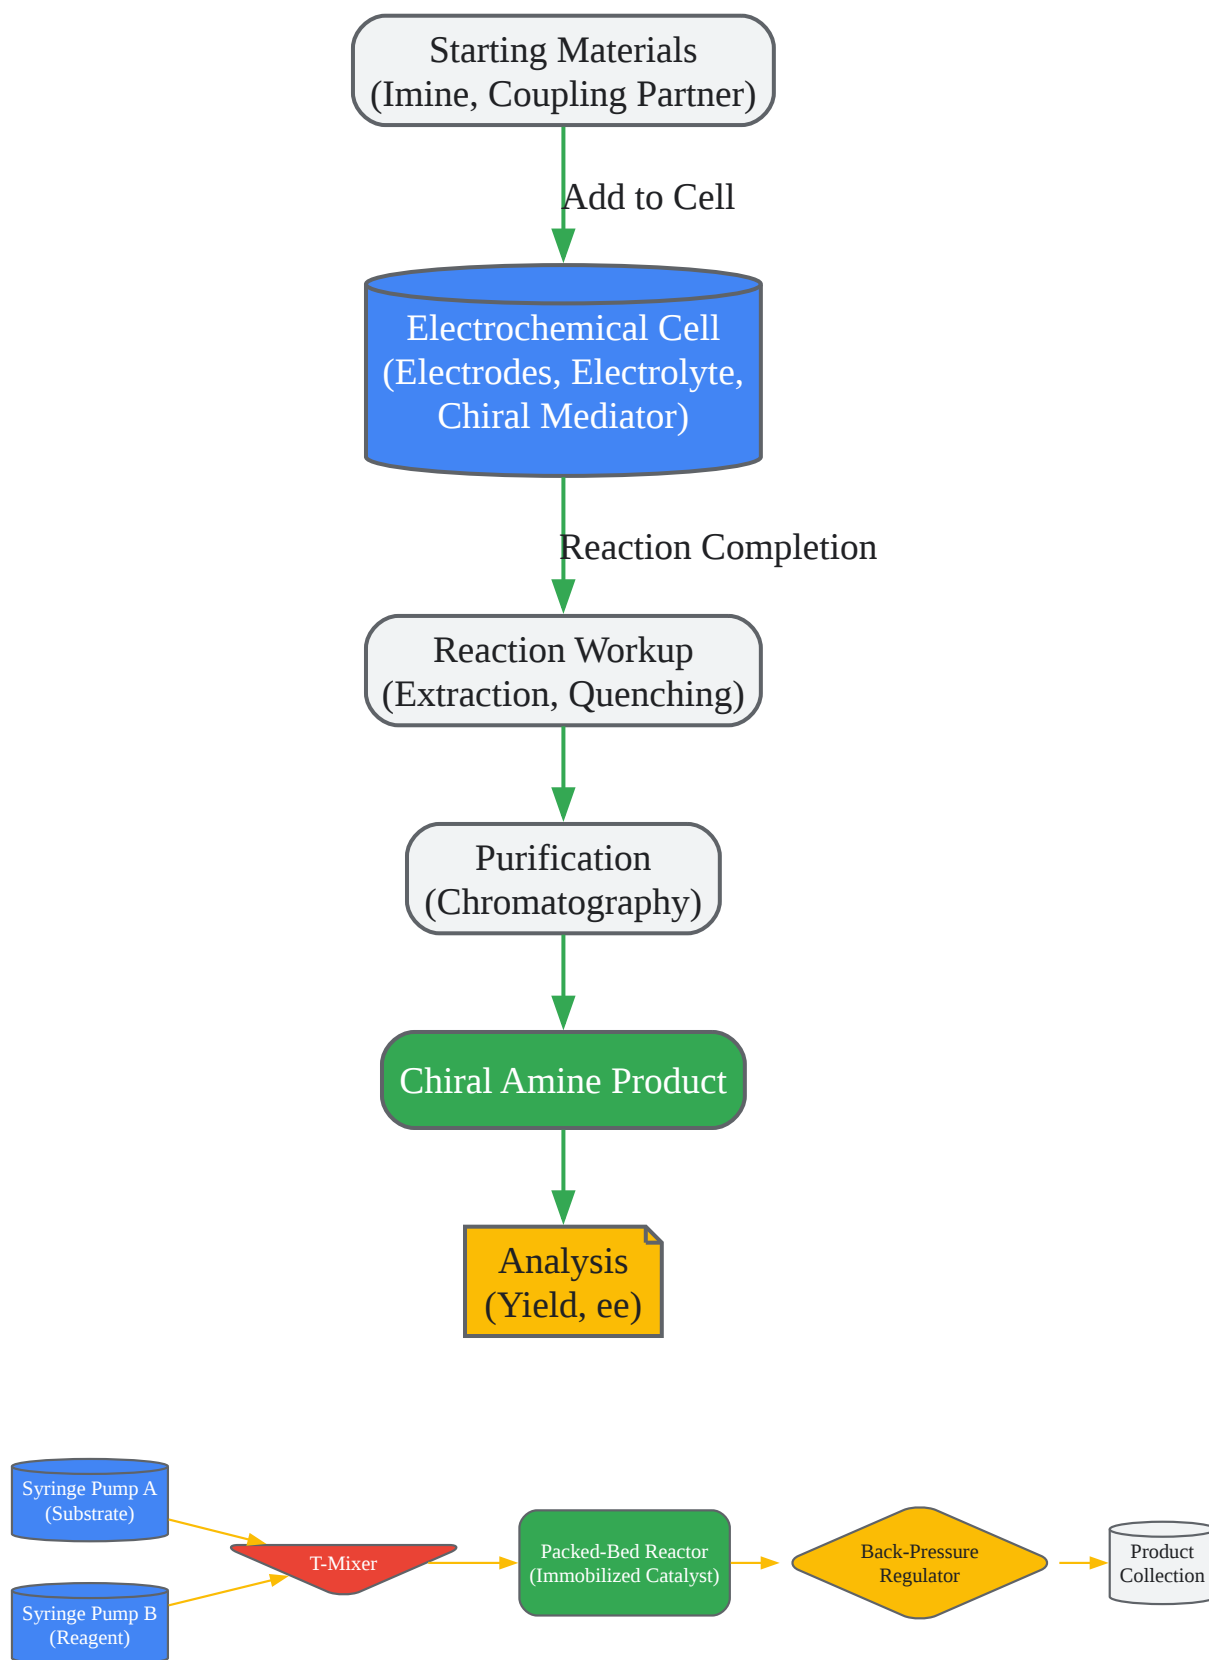 Starting Materials
(Imine, Coupling Partner)
Add to Cell
Electrochemical Cell
(Electrodes, Electrolyte,
Chiral Mediator)
Reaction Completion
Reaction Workup
(Extraction, Quenching)
Purification
(Chromatography)
Chiral Amine Product
Analysis
(Yield, ee)
Syringe Pump A
(Substrate)
Syringe Pump B
(Reagent)
T-Mixer
Packed-Bed Reactor
(Immobilized Catalyst)
Back-Pressure
Regulator
Product
Collection